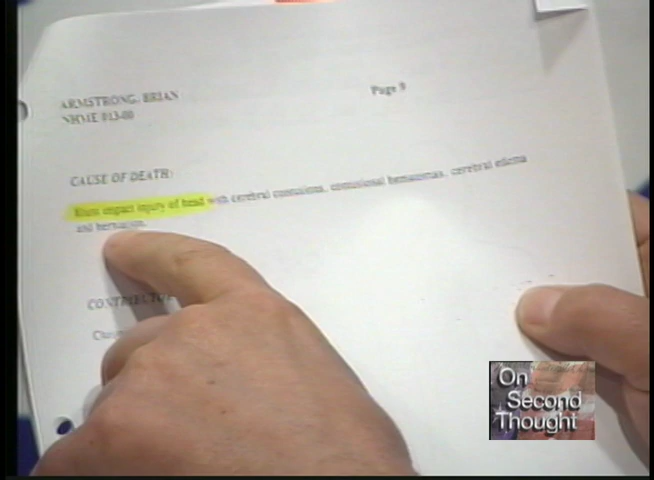 ARMSTRONG, BRIAN
Page 9
NHME 013-00
CAUSE OF DEATH:
Blunt impact injury of head with cerebral contusions, contusional hematomas, cerebral edema
and herniation.
CONTRIBUTO
On
Second
Thought